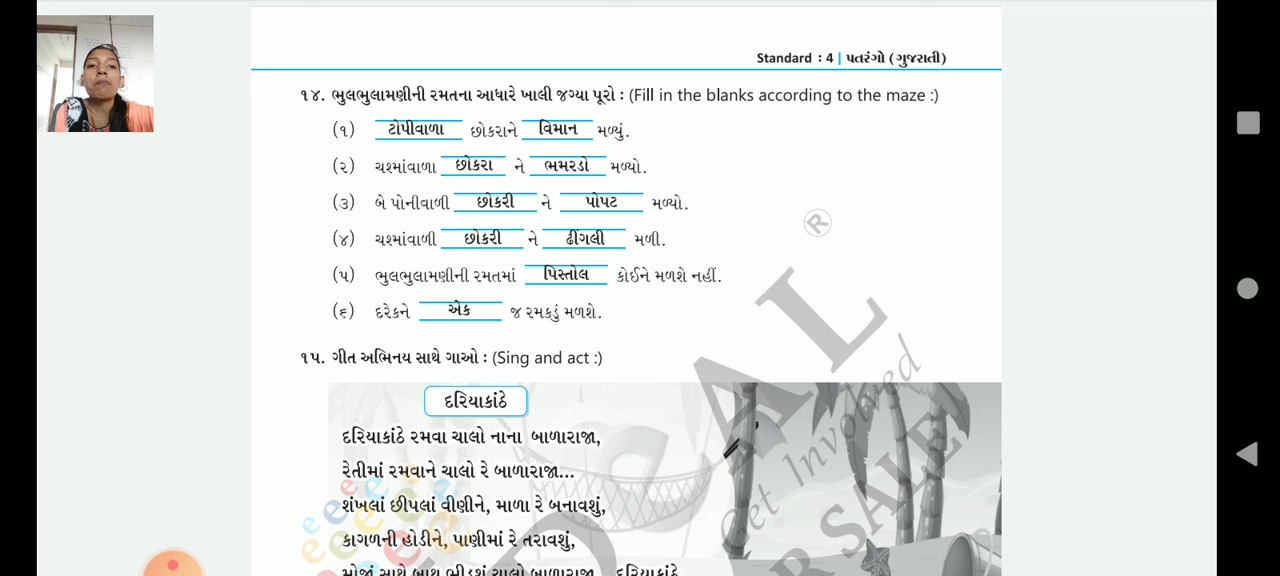 Standard : 4 | પતરંગો (ગુજરાતી)
૧૪. ભુલભુલામણીની રમતના આધારે ખાલી જગ્યા પૂરો : (Fill in the blanks according to the maze :)
(૧) ટોપીવાળા છોકરાને વિમાન મળ્યું.
(૨) ચશ્માંવાળા છોકરા ને ભમરડો મળ્યો.
(૩) બે પોનીવાળી છોકરી ને પોપટ મળ્યો.
(૪) ચશ્માંવાળી છોકરી ને ઢીંગલી મળી.
(૫) ભુલભુલામણીની રમતમાં પિસ્તોલ કોઈને મળશે નહીં.
(૬) દરેકને એક જ રમકડું મળશે.
૧૫. ગીત અભિનય સાથે ગાઓ : (Sing and act :)
દરિયાકાંઠે
દરિયાકાંઠે રમવા ચાલો નાના બાળારાજા,
રેતીમાં રમવાને ચાલો રે બાળારાજા...
શંખલાં છીપલાં વીણીને, માળા રે બનાવશું,
કાગળની હોડીને, પાણીમાં રે તરાવશું,
®
Get Involved